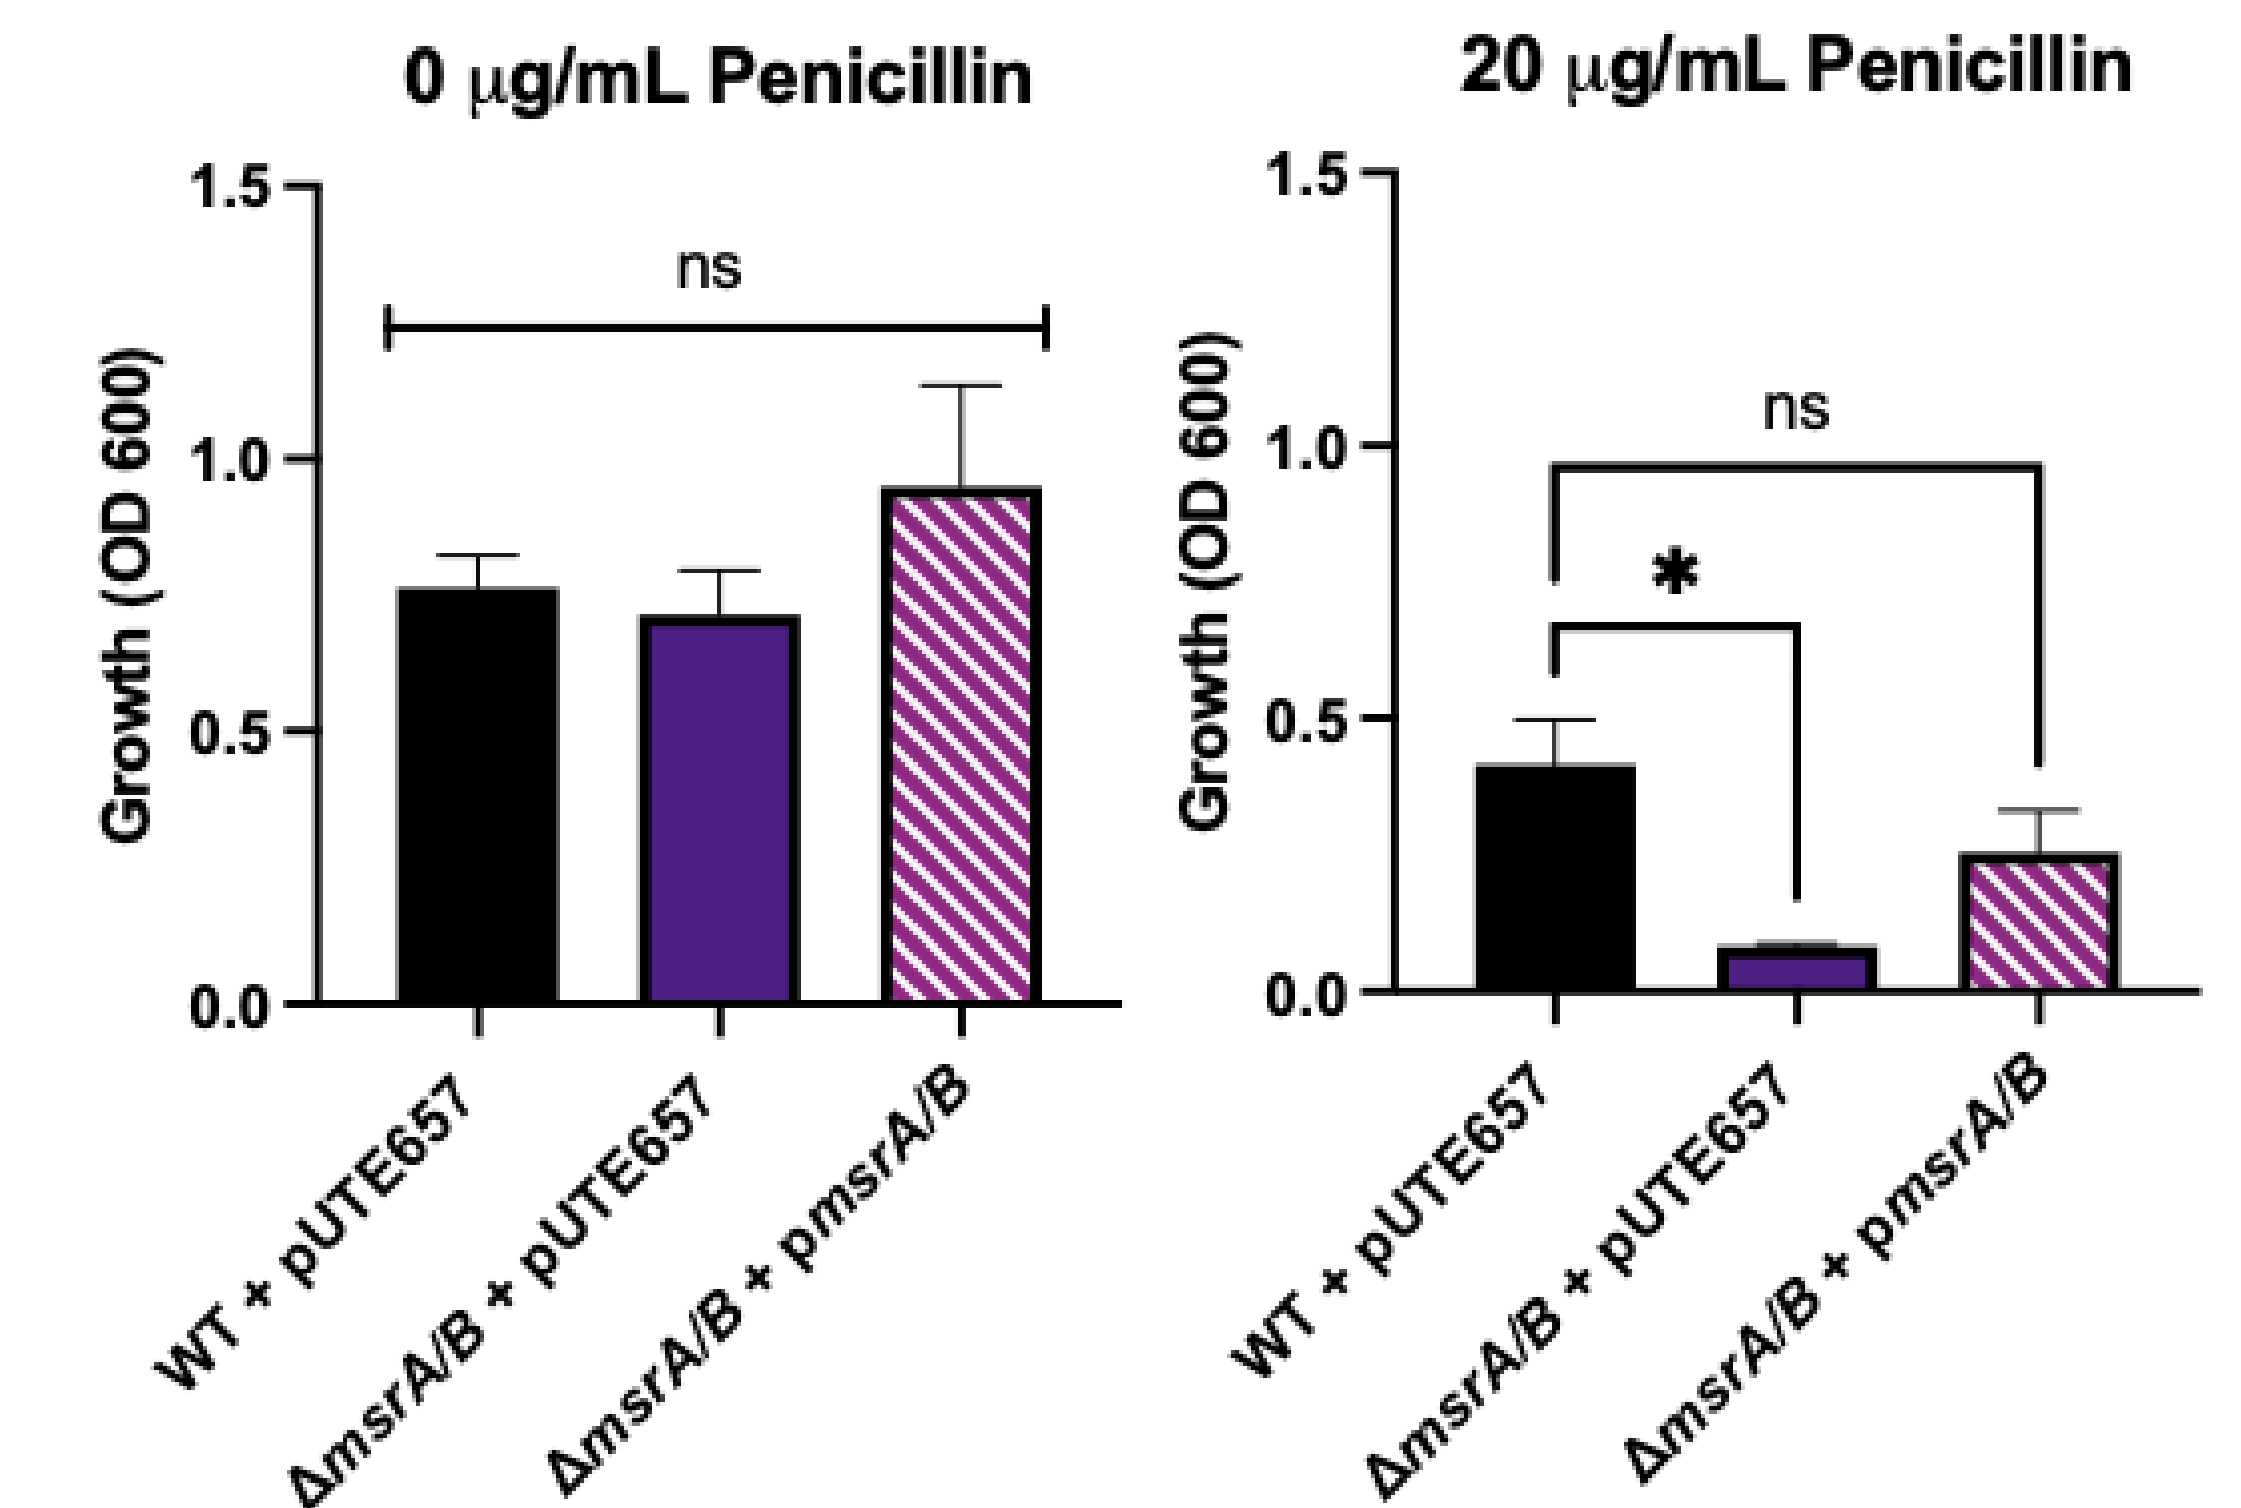 0 μg/mL Penicillin
Growth (OD 600)
1.5
1.0
0.5
0.0
ns
WT + pUTE657
ΔmsrA/B + pUTE657
ΔmsrA/B + pmsrA/B
20 μg/mL Penicillin
Growth (OD 600)
1.5
1.0
0.5
0.0
ns
*
WT + pUTE657
ΔmsrA/B + pUTE657
ΔmsrA/B + pmsrA/B